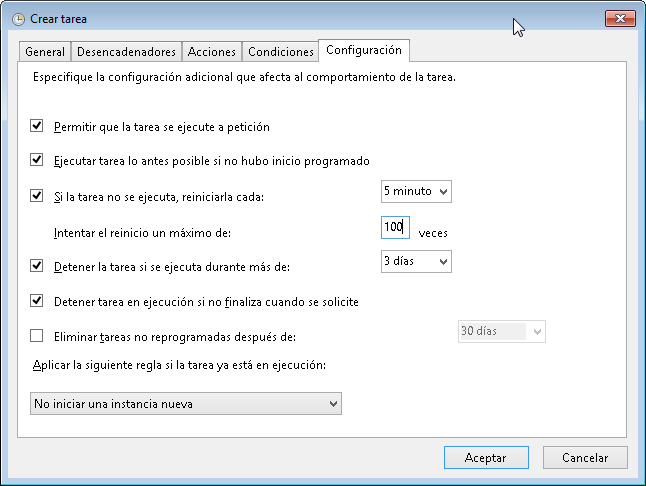 Crear tarea
General Desencadenadores Acciones Condiciones Configuración
Especifique la configuración adicional que afecta al comportamiento de la tarea.
Permitir que la tarea se ejecute a petición
Ejecutar tarea lo antes posible si no hubo inicio programado
Si la tarea no se ejecuta, reiniciarla cada: 5 minuto
Intentar el reinicio un máximo de: 100 veces
Detener la tarea si se ejecuta durante más de: 3 días
Detener tarea en ejecución si no finaliza cuando se solicite
Eliminar tareas no reprogramadas después de: 30 días
Aplicar la siguiente regla si la tarea ya está en ejecución:
No iniciar una instancia nueva
Aceptar Cancelar